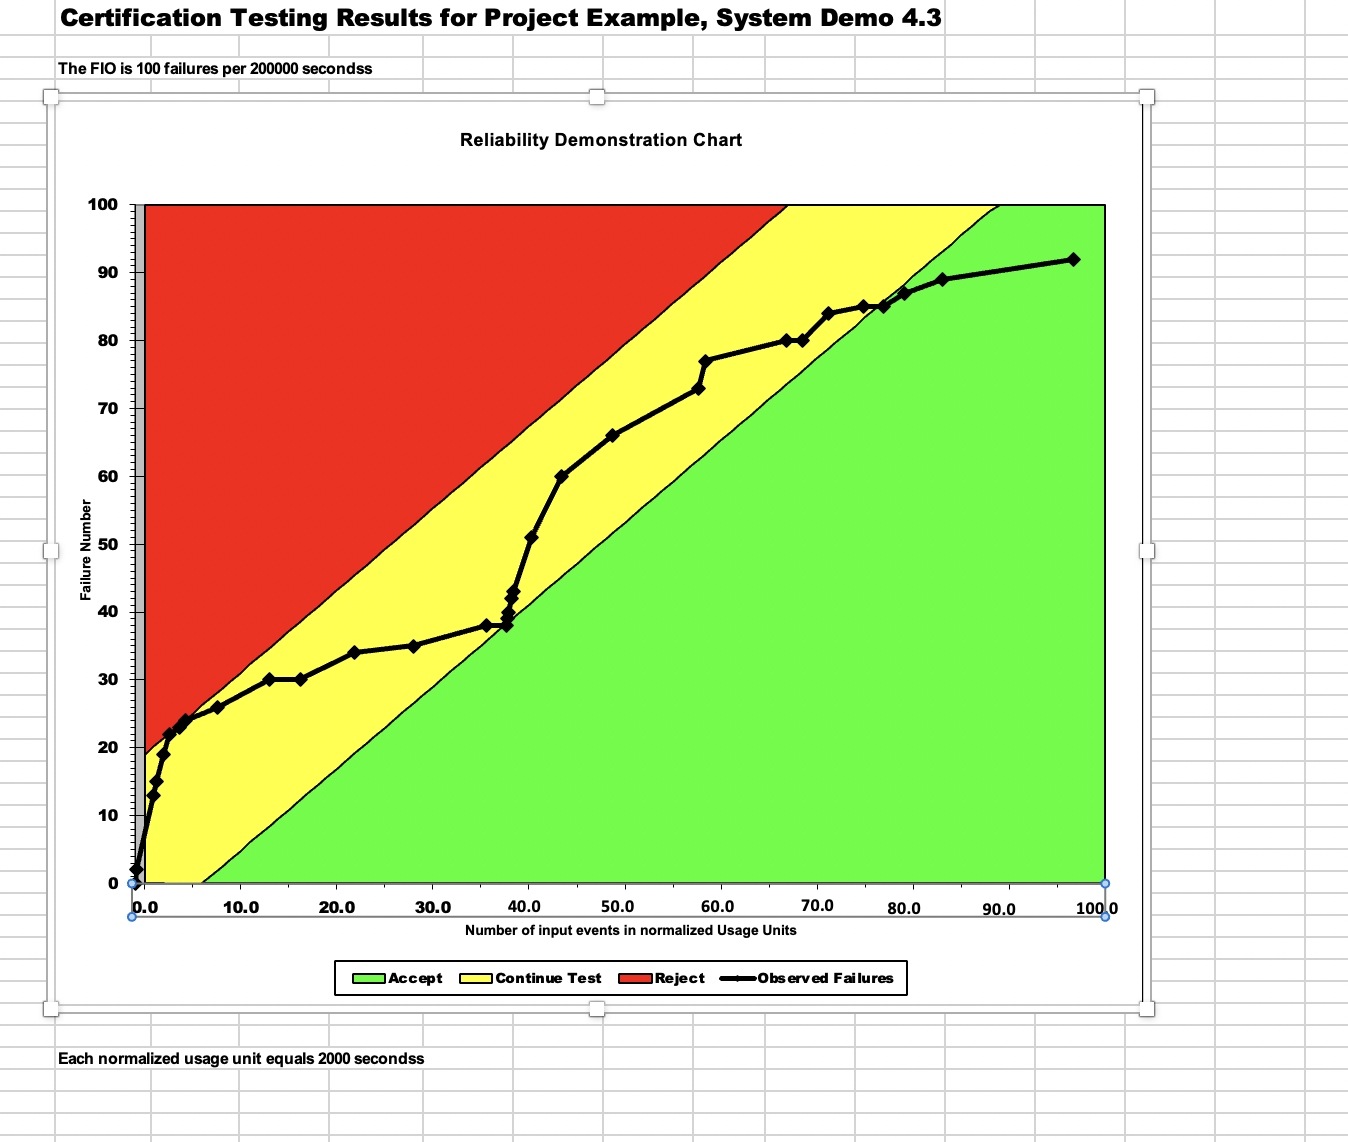 Certification Testing Results for Project Example, System Demo 4.3
The FIO is 100 failures per 200000 secondss
Reliability Demonstration Chart
100
90
80
70
60
50
40
30
20
10
0
Failure Number
0.0 10.0 20.0 30.0 40.0 50.0 60.0 70.0 80.0 90.0 100.0
Number of input events in normalized Usage Units
Accept Continue Test Reject Observed Failures
Each normalized usage unit equals 2000 secondss